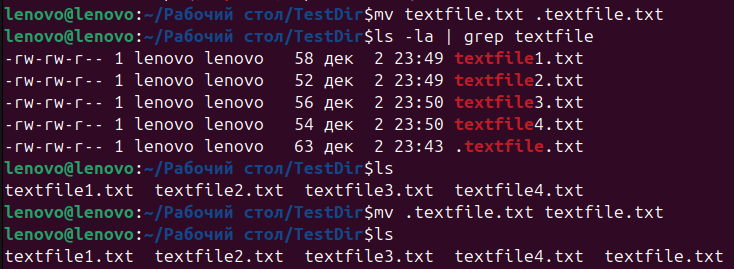 lenovo@lenovo:~/Рабочий стол/TestDir$mv textfile.txt .textfile.txt
lenovo@lenovo:~/Рабочий стол/TestDir$ls -la | grep textfile
-rw-rw-r-- 1 lenovo lenovo   58 дек  2 23:49 textfile1.txt
-rw-rw-r-- 1 lenovo lenovo   52 дек  2 23:49 textfile2.txt
-rw-rw-r-- 1 lenovo lenovo   56 дек  2 23:50 textfile3.txt
-rw-rw-r-- 1 lenovo lenovo   54 дек  2 23:50 textfile4.txt
-rw-rw-r-- 1 lenovo lenovo   63 дек  2 23:43 .textfile.txt
lenovo@lenovo:~/Рабочий стол/TestDir$ls
textfile1.txt  textfile2.txt  textfile3.txt  textfile4.txt
lenovo@lenovo:~/Рабочий стол/TestDir$mv .textfile.txt textfile.txt
lenovo@lenovo:~/Рабочий стол/TestDir$ls
textfile1.txt  textfile2.txt  textfile3.txt  textfile4.txt  textfile.txt